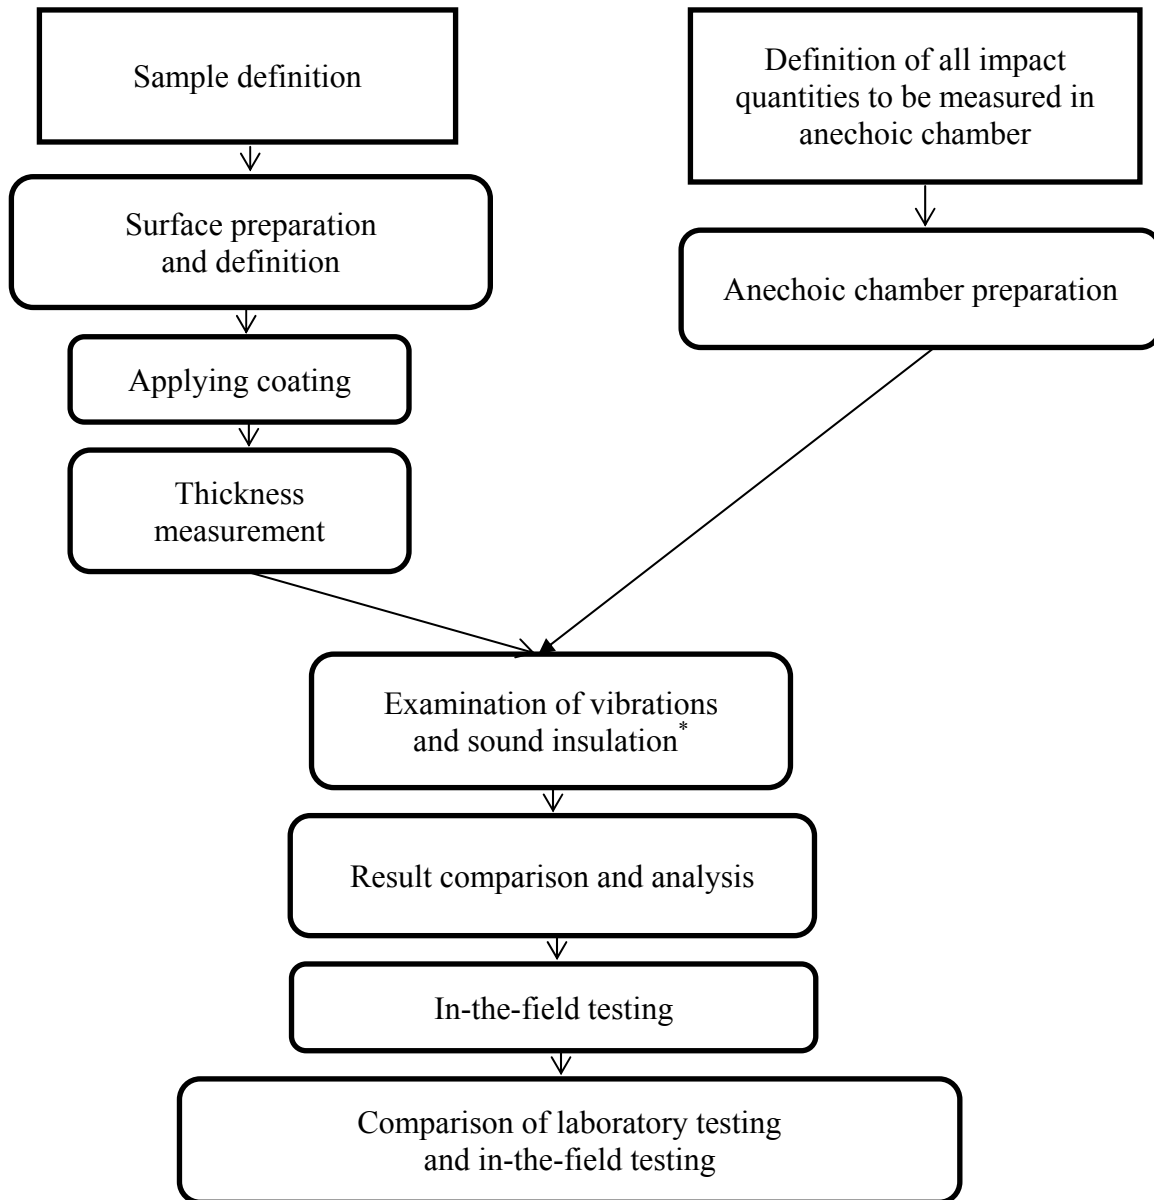 Sample definition
Definition of all impact
quantities to be measured in
anechoic chamber
Surface preparation
and definition
Anechoic chamber preparation
Applying coating
Thickness
measurement
Examination of vibrations
and sound insulation*
Result comparison and analysis
In-the-field testing
Comparison of laboratory testing
and in-the-field testing